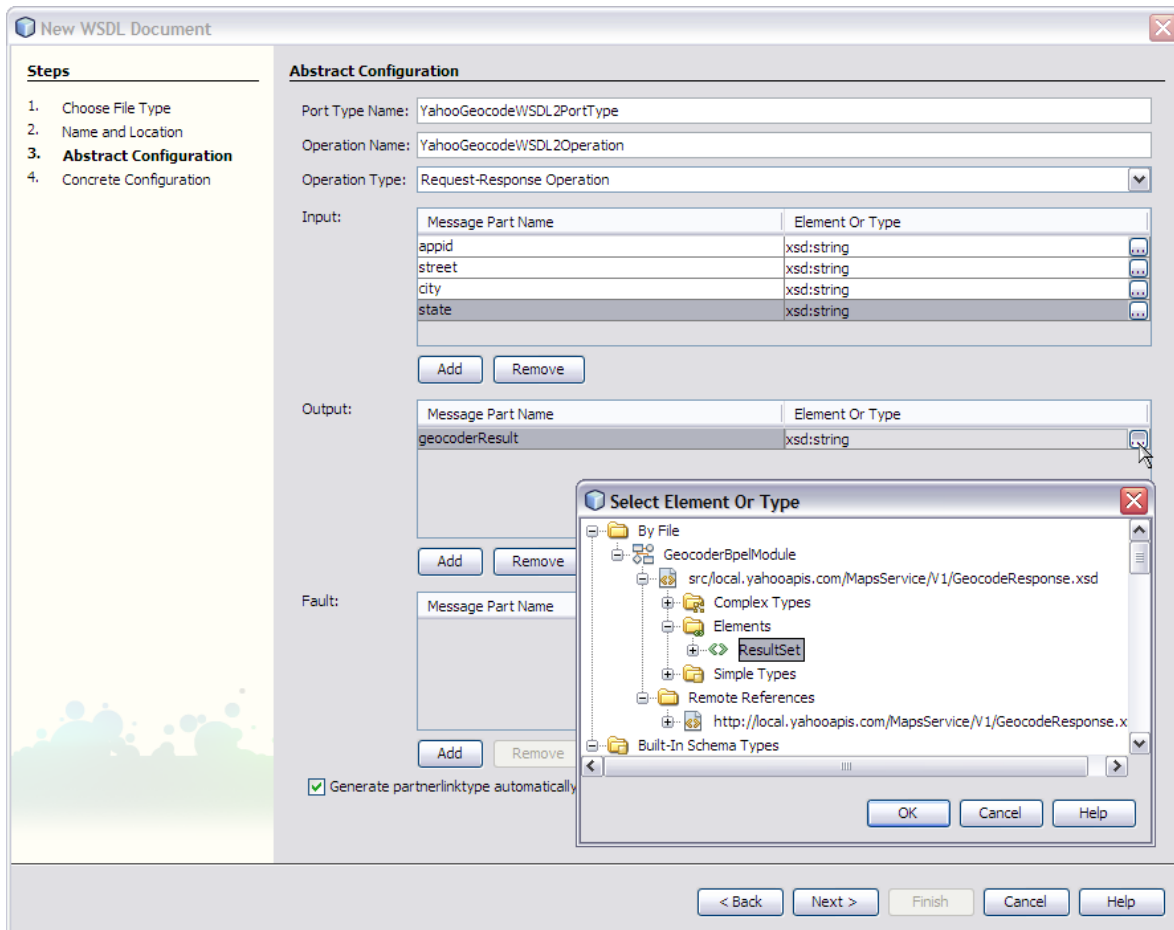 New WSDL Document
Steps
1. Choose File Type
2. Name and Location
3. Abstract Configuration
4. Concrete Configuration
Abstract Configuration
Port Type Name: YahooGeocodeWSDL2PortType
Operation Name: YahooGeocodeWSDL2Operation
Operation Type: Request-Response Operation
Input:
Message Part Name Element Or Type
appid xsd:string ...
street xsd:string ...
city xsd:string ...
state xsd:string ...
Add Remove
Output:
Message Part Name Element Or Type
geocoderResult xsd:string ...
Add Remove
Fault:
Message Part Name
Add Remove
Generate partnerlinktype automatically
Select Element Or Type
By File
GeocoderBpelModule
src/local.yahooapis.com/MapsService/V1/GeocodeResponse.xsd
Complex Types
Elements
ResultSet
Simple Types
Remote References
http://local.yahooapis.com/MapsService/V1/GeocodeResponse.x
Built-In Schema Types
OK Cancel Help
< Back Next > Finish Cancel Help